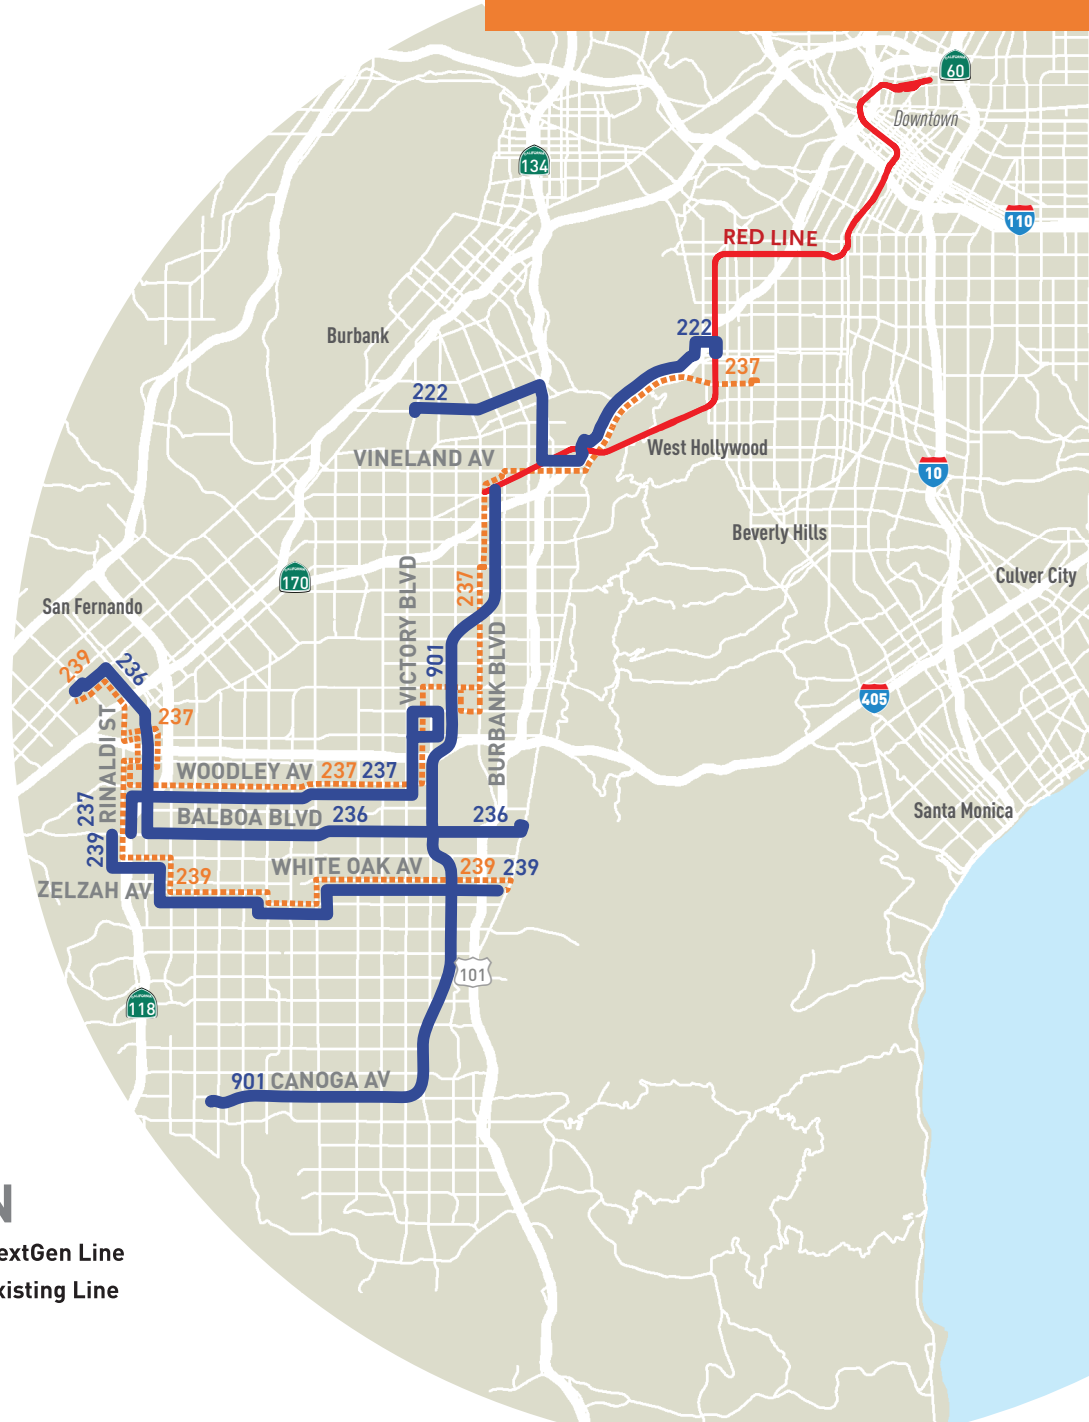 60
Downtown
134
110
RED LINE
222
Burbank
237
222
West Hollywood
VINELAND AV
10
Beverly Hills
170
237
VICTORY BLVD
Culver City
San Fernando
239
236
901
BURBANK BLVD
405
237
RINALDI ST
WOODLEY AV 237 237
237
BALBOA BLVD 236
236
Santa Monica
239
WHITE OAK AV
239 239
ZELZAH AV
239
101
118
901 CANOGA AV
N
extGen Line
xisting Line